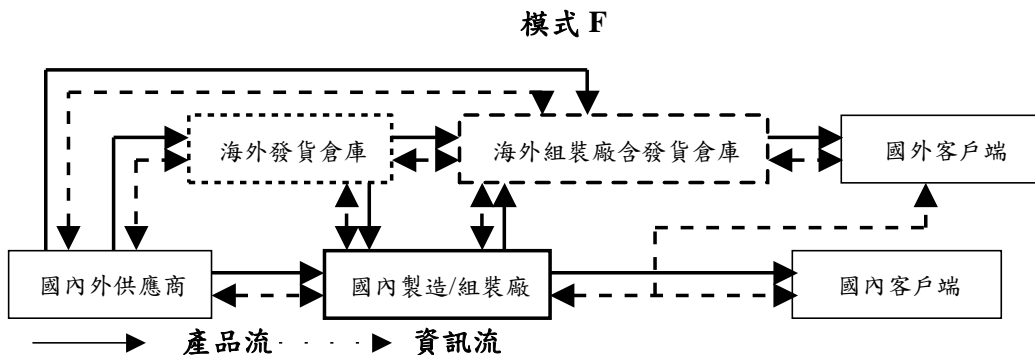 模式 F
海外發貨倉庫
海外組裝廠含發貨倉庫
國外客戶端
國內外供應商
國內製造/組裝廠
國內客戶端
產品流
資訊流